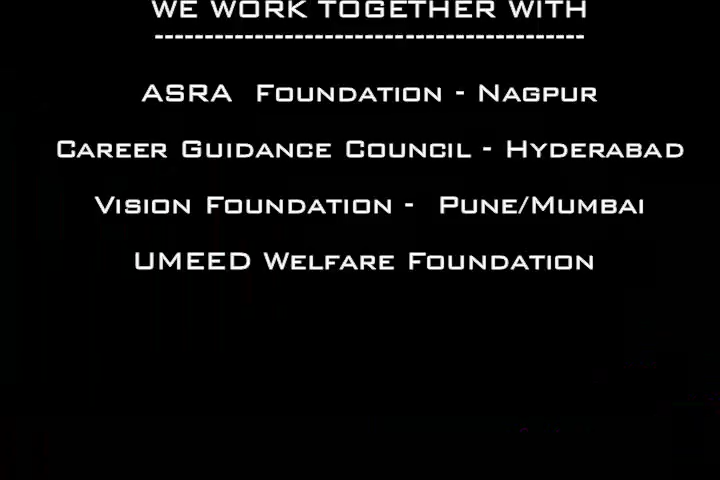 WE WORK TOGETHER WITH
-------------------------------------------
ASRA Foundation - Nagpur
Career Guidance Council - Hyderabad
Vision Foundation - Pune/Mumbai
UMEED Welfare Foundation